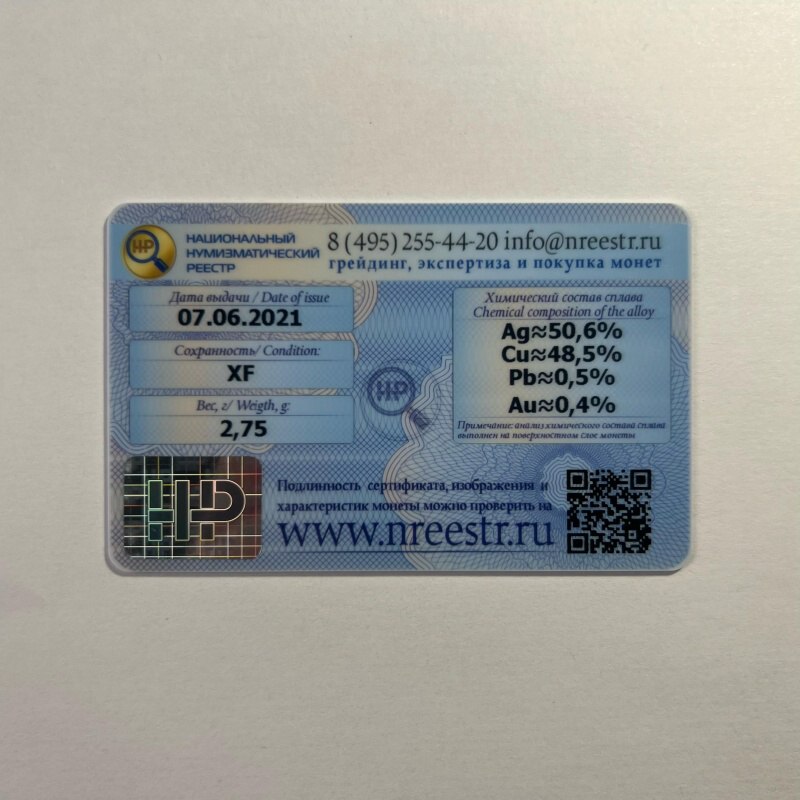 НР
НАЦИОНАЛЬНЫЙ
НУМИЗМАТИЧЕСКИЙ
РЕЕСТР
8 (495) 255-44-20 info@nreestr.ru
грейдинг, экспертиза и покупка монет
Дата выдачи / Date of issue
07.06.2021
Сохранность/ Condition:
XF
Вес, г/ Weigth, g:
2,75
Химический состав сплава
Chemical composition of the alloy
Ag≈50,6%
Cu≈48,5%
Pb≈0,5%
Au≈0,4%
Примечание: анализ химического состава сплава
выполнен на поверхностном слое монеты
НР
НР
Подлинность сертификата, изображения и
характеристик монеты можно проверить на
www.nreestr.ru